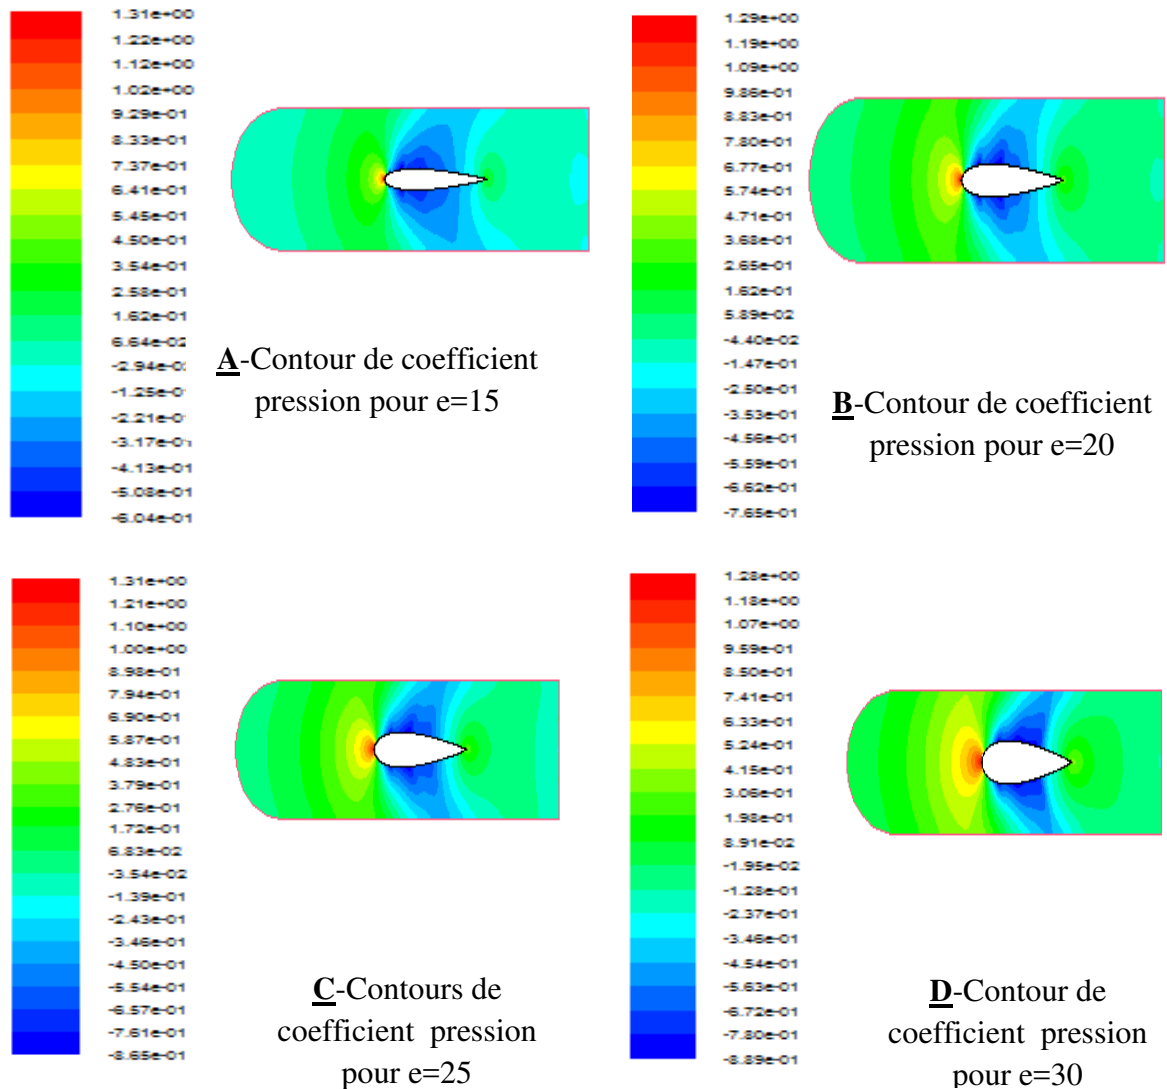 1.31e+00
1.22e+00
1.12e+00
1.02e+00
9.29e-01
8.33e-01
7.37e-01
6.41e-01
5.45e-01
4.50e-01
3.54e-01
2.58e-01
1.62e-01
6.64e-02
-2.94e-02
-1.25e-0
-2.21e-0
-3.17e-0
-4.13e-01
-5.08e-01
-6.04e-01
A-Contour de coefficient
pression pour e=15
1.29e+00
1.19e+00
1.09e+00
9.86e-01
8.83e-01
7.80e-01
6.77e-01
5.74e-01
4.71e-01
3.68e-01
2.65e-01
1.62e-01
5.89e-02
-4.40e-02
-1.47e-01
-2.50e-01
-3.53e-01
-4.56e-01
-5.59e-01
-6.62e-01
-7.65e-01
B-Contour de coefficient
pression pour e=20
1.31e+00
1.21e+00
1.10e+00
1.00e+00
8.98e-01
7.94e-01
6.90e-01
5.87e-01
4.83e-01
3.79e-01
2.76e-01
1.72e-01
6.83e-02
-3.54e-02
-1.39e-01
-2.43e-01
-3.46e-01
-4.50e-01
-5.54e-01
-6.57e-01
-7.61e-01
-8.65e-01
C-Contours de
coefficient pression
pour e=25
1.28e+00
1.18e+00
1.07e+00
9.59e-01
8.50e-01
7.41e-01
6.33e-01
5.24e-01
4.15e-01
3.06e-01
1.98e-01
8.91e-02
-1.95e-02
-1.28e-01
-2.37e-01
-3.46e-01
-4.54e-01
-5.63e-01
-6.72e-01
-7.80e-01
-8.89e-01
D-Contour de
coefficient pression
pour e=30